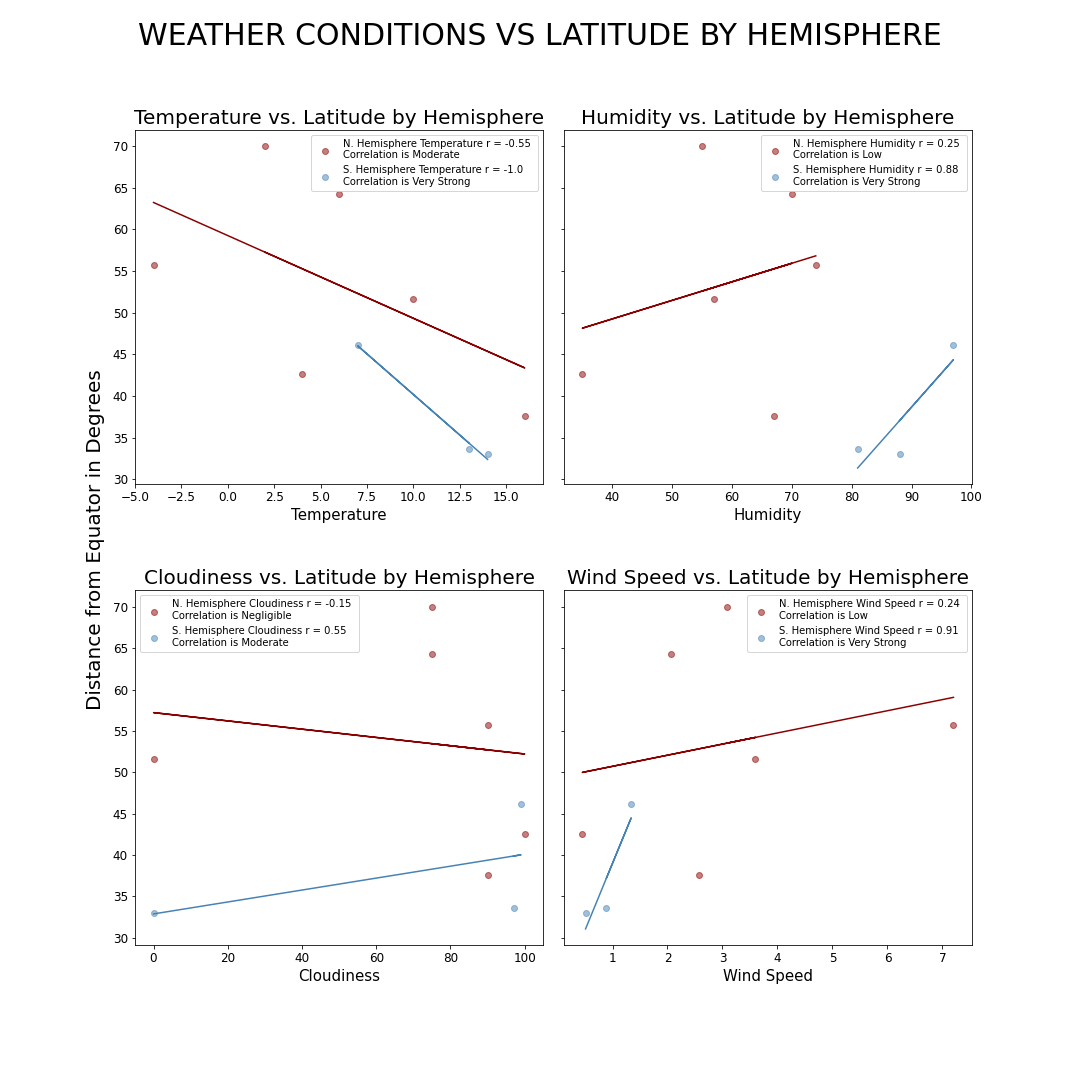 WEATHER CONDITIONS VS LATITUDE BY HEMISPHERE
Distance from Equator in Degrees
Temperature vs. Latitude by Hemisphere
N. Hemisphere Temperature r = -0.55
Correlation is Moderate
S. Hemisphere Temperature r = -1.0
Correlation is Very Strong
70
65
60
55
50
45
40
35
30
−5.0 −2.5 0.0 2.5 5.0 7.5 10.0 12.5 15.0
Temperature
Humidity vs. Latitude by Hemisphere
N. Hemisphere Humidity r = 0.25
Correlation is Low
S. Hemisphere Humidity r = 0.88
Correlation is Very Strong
40 50 60 70 80 90 100
Humidity
Cloudiness vs. Latitude by Hemisphere
N. Hemisphere Cloudiness r = -0.15
Correlation is Negligible
S. Hemisphere Cloudiness r = 0.55
Correlation is Moderate
70
65
60
55
50
45
40
35
30
0 20 40 60 80 100
Cloudiness
Wind Speed vs. Latitude by Hemisphere
N. Hemisphere Wind Speed r = 0.24
Correlation is Low
S. Hemisphere Wind Speed r = 0.91
Correlation is Very Strong
1 2 3 4 5 6 7
Wind Speed